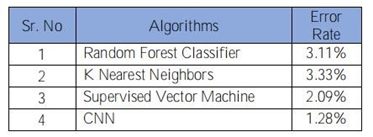 Sr. No Algorithms Error Rate
1 Random Forest Classifier 3.11%
2 K Nearest Neighbors 3.33%
3 Supervised Vector Machine 2.09%
4 CNN 1.28%